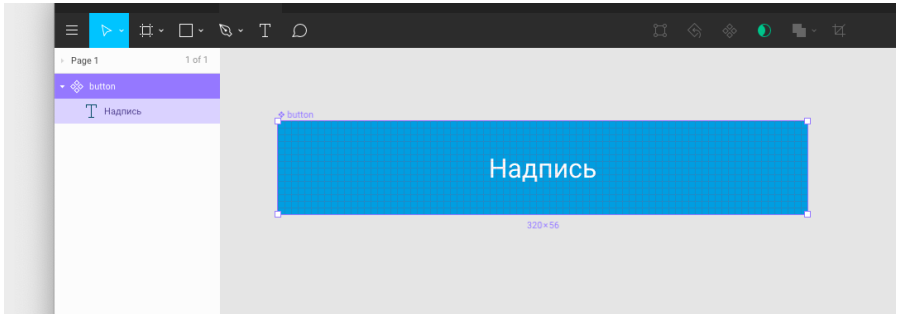 Page 1 1 of 1
button
Надпись
button
Надпись
320×56